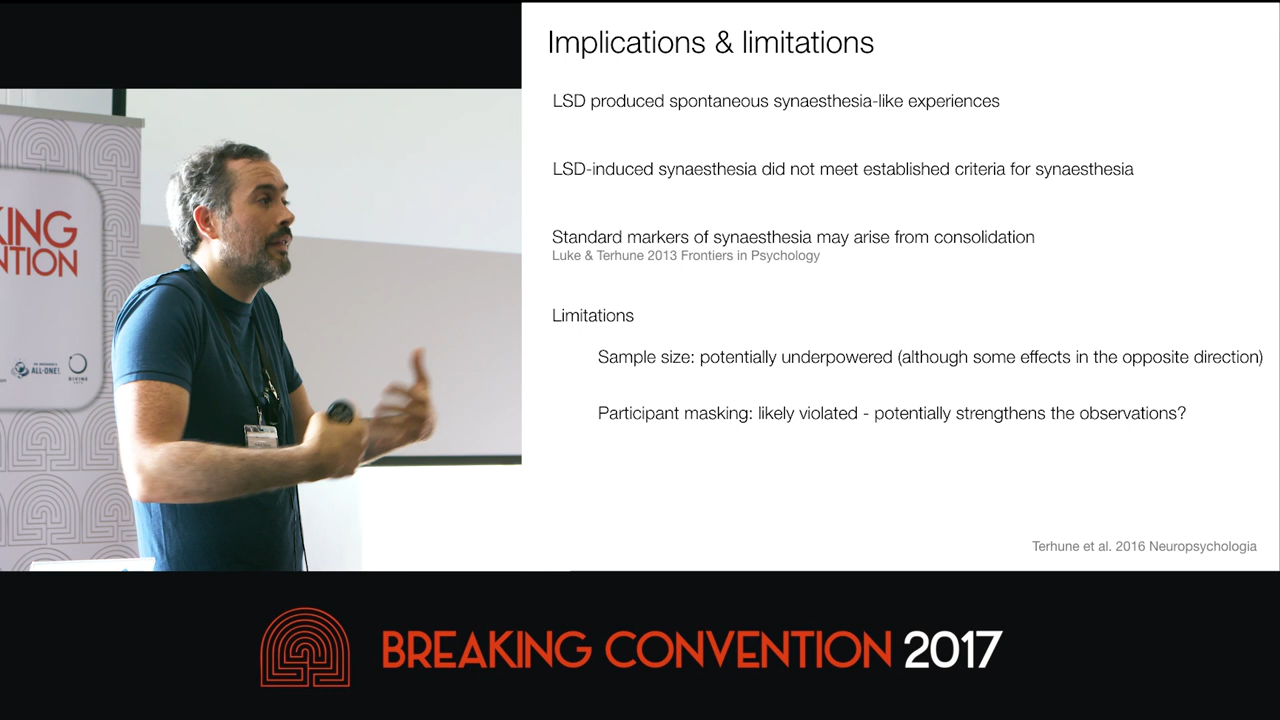 KING
NTION
ALL-ONE!
DIVINE
Implications & limitations
LSD produced spontaneous synaesthesia-like experiences
LSD-induced synaesthesia did not meet established criteria for synaesthesia
Standard markers of synaesthesia may arise from consolidation
Luke & Terhune 2013 Frontiers in Psychology
Limitations
Sample size: potentially underpowered (although some effects in the opposite direction)
Participant masking: likely violated - potentially strengthens the observations?
Terhune et al. 2016 Neuropsychologia
BREAKING CONVENTION 2017